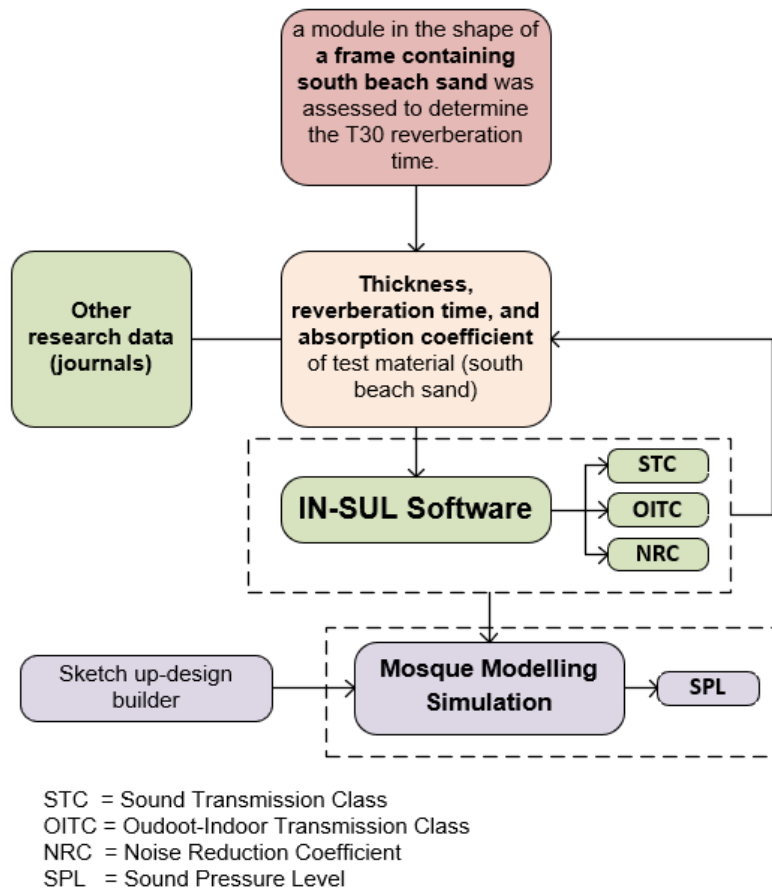 a module in the shape of
a frame containing
south beach sand was
assessed to determine
the T30 reverberation
time.
Other
research data
(journals)
Thickness,
reverberation time, and
absorption coefficient
of test material (south
beach sand)
IN-SUL Software
STC
OITC
NRC
Sketch up-design
builder
Mosque Modelling
Simulation
SPL
STC = Sound Transmission Class
OITC = Oudoot-Indoor Transmission Class
NRC = Noise Reduction Coefficient
SPL = Sound Pressure Level